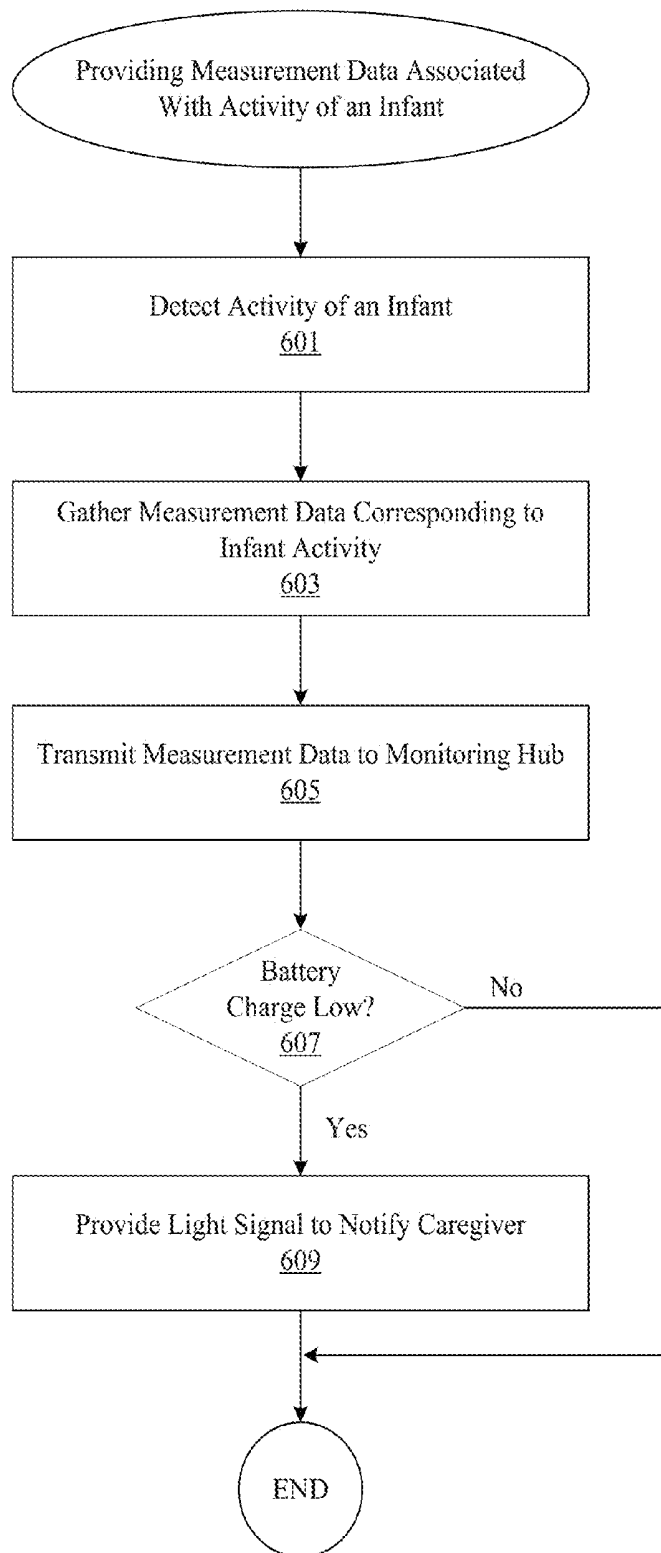 Providing Measurement Data Associated
With Activity of an Infant
Detect Activity of an Infant
601
Gather Measurement Data Corresponding to
Infant Activity
603
Transmit Measurement Data to Monitoring Hub
605
Battery
Charge Low?
607
No
Yes
Provide Light Signal to Notify Caregiver
609
END